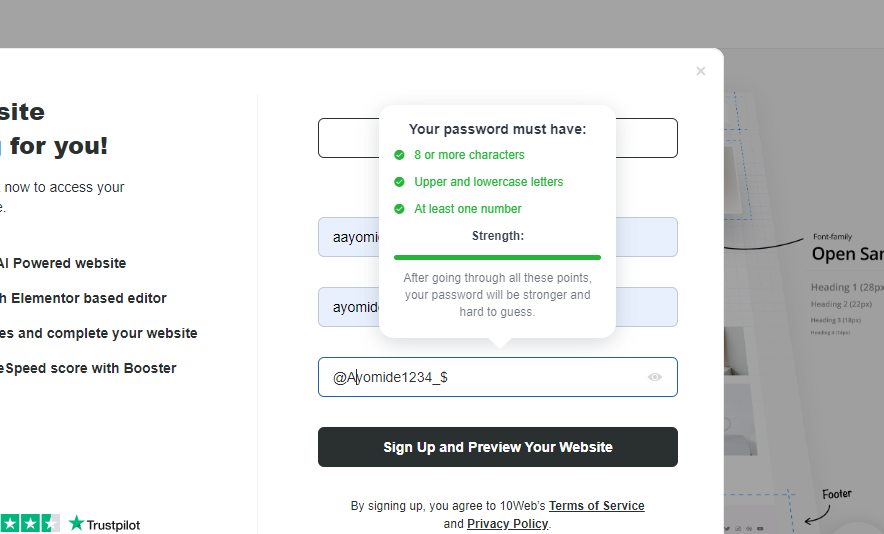 site
for you!
now to access your
e.
AI Powered website
h Elementor based editor
es and complete your website
eSpeed score with Booster
Trustpilot
×
Your password must have:
8 or more characters
Upper and lowercase letters
At least one number
Strength:
After going through all these points,
your password will be stronger and
hard to guess.
aayomi
ayomide
@Ayomide1234_$
Sign Up and Preview Your Website
By signing up, you agree to 10Web's Terms of Service
and Privacy Policy.
Font-family
Open San
Heading 1 (28px
Heading 2 (22px)
Heading 3 (18px)
Heading 4 (14px)
Footer